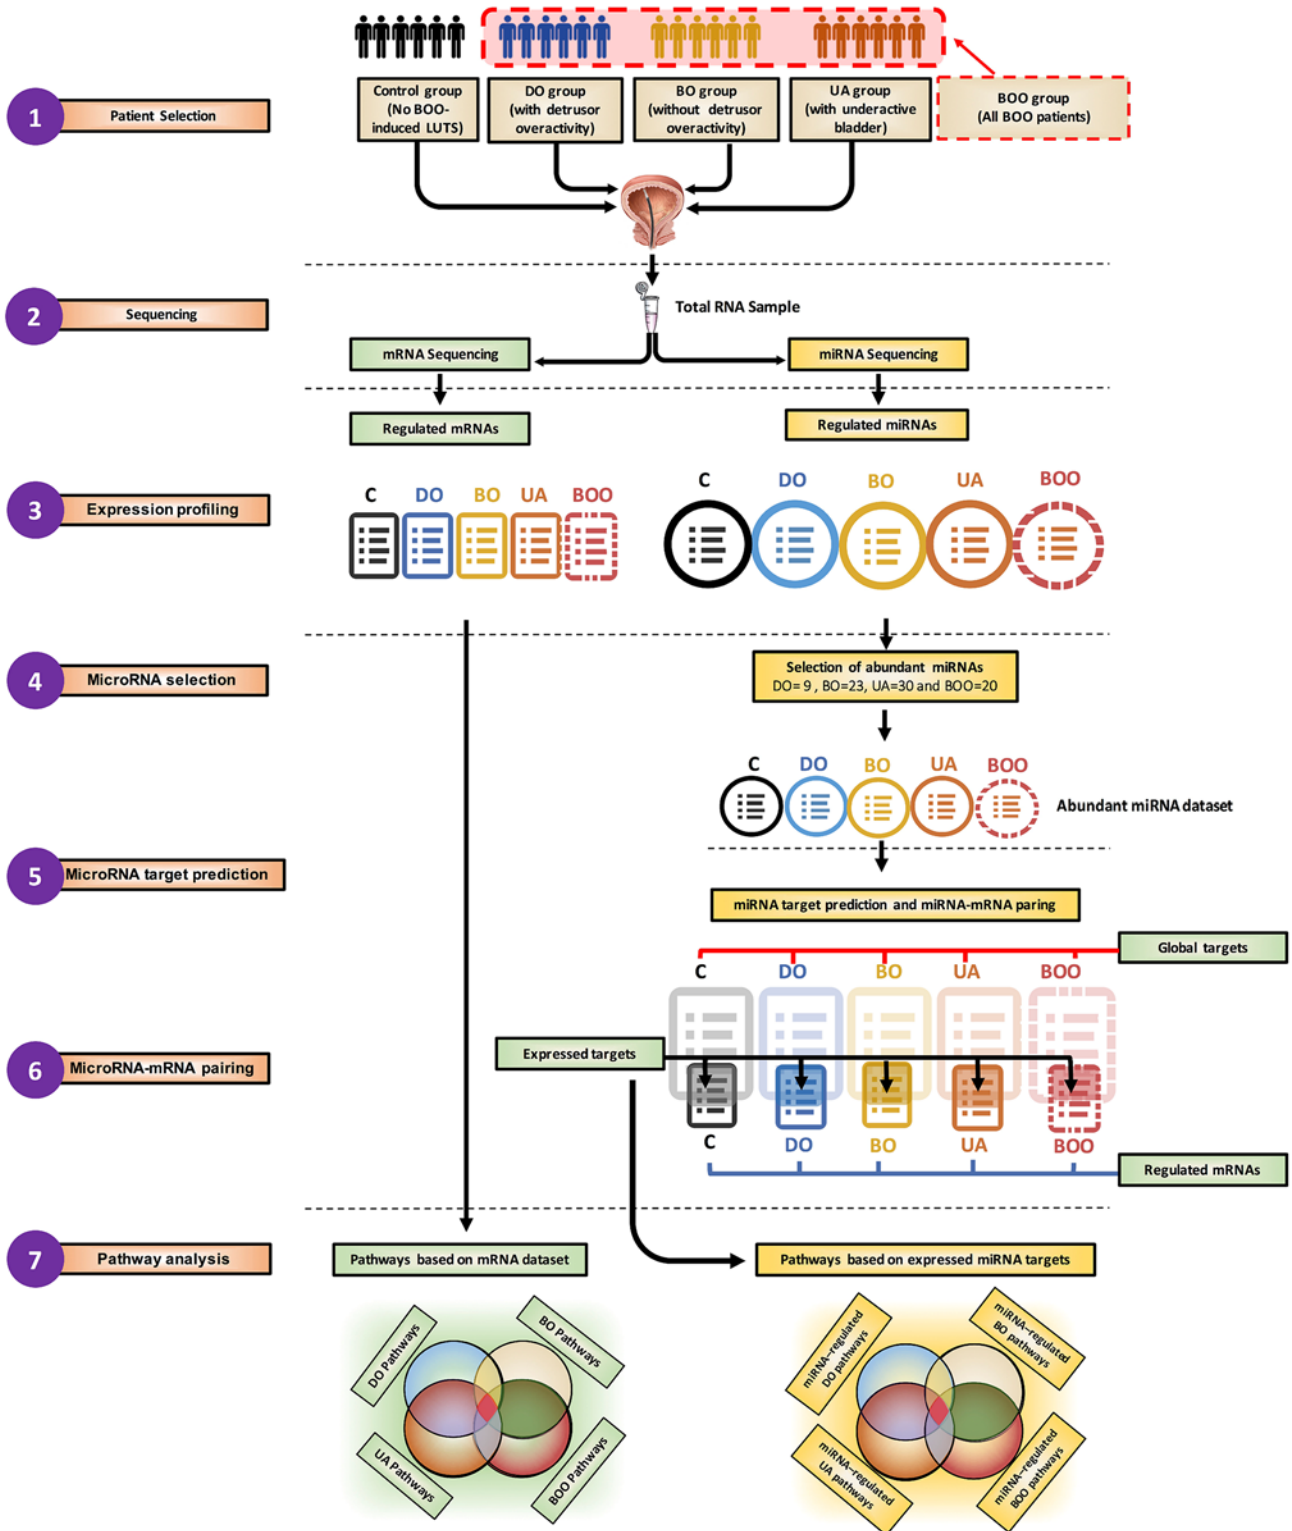 1
Patient Selection
Control group
(No BOO-
induced LUTS)
DO group
(with detrusor
overactivity)
BO group
(without detrusor
overactivity)
UA group
(with underactive
bladder)
BOO group
(All BOO patients)
2
Sequencing
Total RNA Sample
mRNA Sequencing
miRNA Sequencing
Regulated mRNAs
Regulated miRNAs
3
Expression profiling
C DO BO UA BOO
C DO BO UA BOO
4
MicroRNA selection
Selection of abundant miRNAs
DO= 9 , BO=23, UA=30 and BOO=20
C DO BO UA BOO
Abundant miRNA dataset
5
MicroRNA target prediction
miRNA target prediction and miRNA-mRNA paring
Global targets
C DO BO UA BOO
6
MicroRNA-mRNA pairing
Expressed targets
C DO BO UA BOO
Regulated mRNAs
7
Pathway analysis
Pathways based on mRNA dataset
Pathways based on expressed miRNA targets
DO Pathways
BO Pathways
UA Pathways
BOO Pathways
miRNA-regulated
DO pathways
miRNA-regulated
BO pathways
miRNA-regulated
UA pathways
miRNA-regulated
BOO pathways